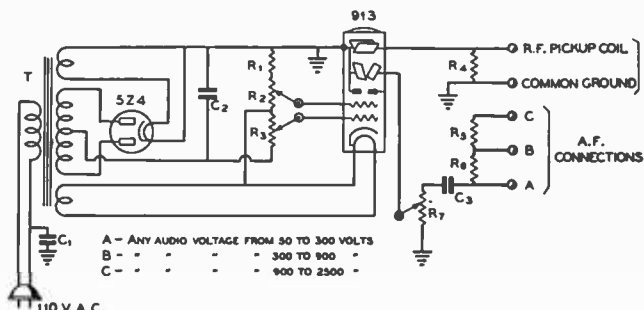 913
T
5Z4
C2
R1
R2
R3
R4
R.F. PICKUP COIL
COMMON GROUND
C
R5
B
R6
A
A.F.
CONNECTIONS
C3
R7
C1
A – ANY AUDIO VOLTAGE FROM 50 TO 300 VOLTS
B – " " " " 300 TO 900 "
C – " " " " 900 TO 2500 "
110 V. A.C.